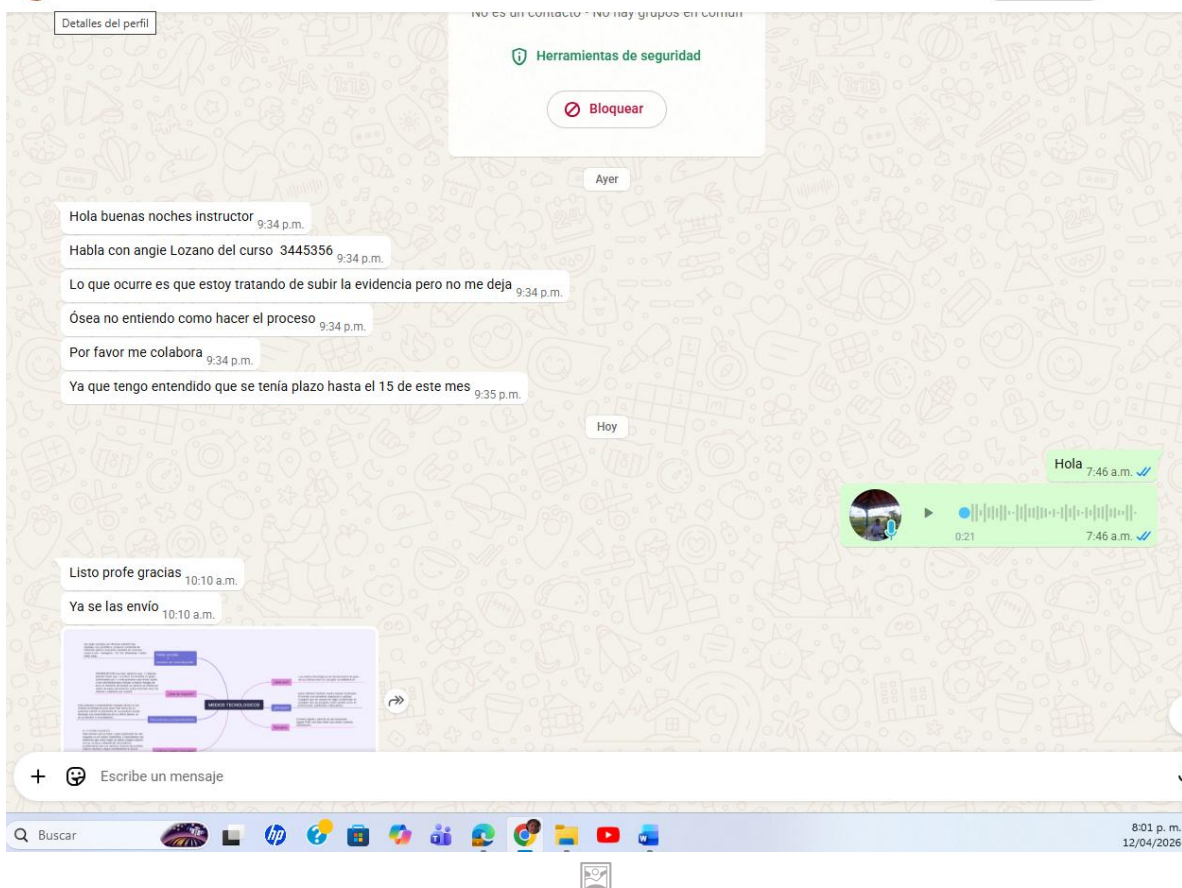 Detalles del perfil
No es un contacto · No hay grupos en común
Herramientas de seguridad
Bloquear
Ayer
Hola buenas noches instructor 9:34 p.m.
Habla con angie Lozano del curso 3445356 9:34 p.m.
Lo que ocurre es que estoy tratando de subir la evidencia pero no me deja 9:34 p.m.
Ósea no entiendo como hacer el proceso 9:34 p.m.
Por favor me colabora 9:34 p.m.
Ya que tengo entendido que se tenía plazo hasta el 15 de este mes 9:35 p.m.
Hoy
Hola 7:46 a.m.
0:21 7:46 a.m.
Listo profe gracias 10:10 a.m.
Ya se las envío 10:10 a.m.
MEDIOS TECNOLOGICOS
Escribe un mensaje
Buscar
8:01 p. m.
12/04/2026